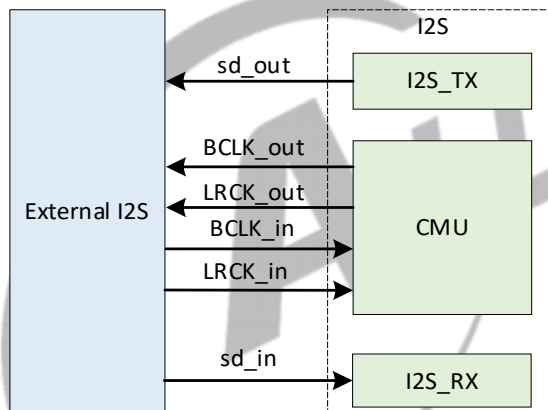 I2S
sd_out
I2S_TX
BCLK_out
LRCK_out
External I2S
BCLK_in
CMU
LRCK_in
sd_in
I2S_RX